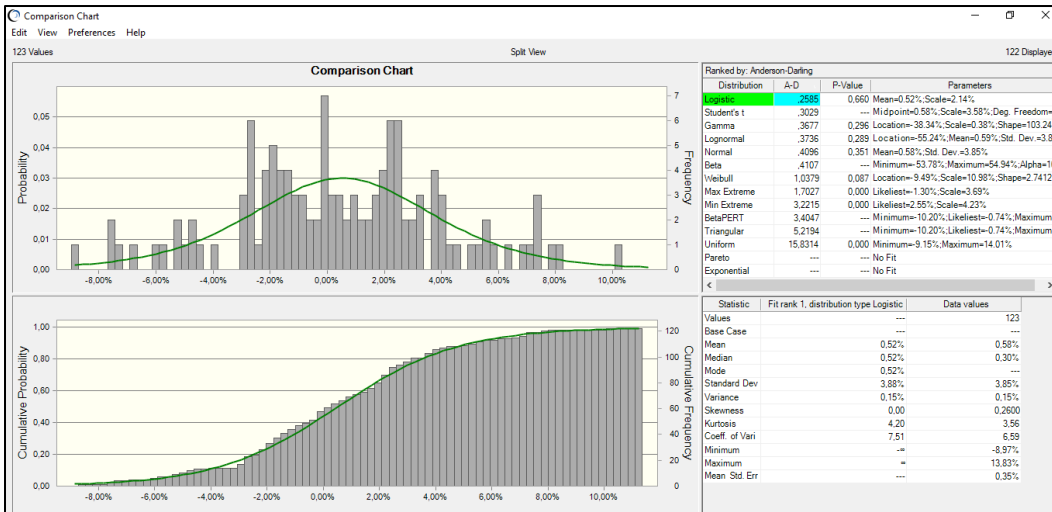 Comparison Chart
Edit View Preferences Help
123 Values Split View 122 Displaye
Comparison Chart
Probability
0,05
0,04
0,03
0,02
0,01
0,00
Frequency
7
6
5
4
3
2
1
0
-8,00% -6,00% -4,00% -2,00% 0,00% 2,00% 4,00% 6,00% 8,00% 10,00%
Cumulative Probability
1,00
0,80
0,60
0,40
0,20
0,00
Cumulative Frequency
120
100
80
60
40
20
0
-8,00% -6,00% -4,00% -2,00% 0,00% 2,00% 4,00% 6,00% 8,00% 10,00%
Ranked by: Anderson-Darling
Distribution A-D P-Value Parameters
Logistic ,2585 0,660 Mean=0.52%;Scale=2.14%
Student's t ,3029 --- Midpoint=0.58%;Scale=3.58%;Deg. Freedom=
Gamma ,3677 0,296 Location=-38.34%;Scale=0.38%;Shape=103.24
Lognormal ,3736 0,289 Location=-55.24%;Mean=0.59%;Std. Dev.=3.8
Normal ,4096 0,351 Mean=0.58%;Std. Dev.=3.85%
Beta ,4107 --- Minimum=-53.78%;Maximum=54.94%;Alpha=10
Weibull 1,0379 0,087 Location=-9.49%;Scale=10.98%;Shape=2.7412
Max Extreme 1,7027 0,000 Likeliest=-1.30%;Scale=3.69%
Min Extreme 3,2215 0,000 Likeliest=2.55%;Scale=4.23%
BetaPERT 3,4047 --- Minimum=-10.20%;Likeliest=-0.74%;Maximum
Triangular 5,2194 --- Minimum=-10.20%;Likeliest=-0.74%;Maximum
Uniform 15,8314 0,000 Minimum=-9.15%;Maximum=14.01%
Pareto --- --- No Fit
Exponential --- --- No Fit
Statistic Fit rank 1, distribution type Logistic Data values
Values --- 123
Base Case --- ---
Mean 0,52% 0,58%
Median 0,52% 0,30%
Mode 0,52% ---
Standard Dev 3,88% 3,85%
Variance 0,15% 0,15%
Skewness 0,00 0,2600
Kurtosis 4,20 3,56
Coeff. of Vari 7,51 6,59
Minimum -∞ -8,97%
Maximum ∞ 13,83%
Mean Std. Err --- 0,35%